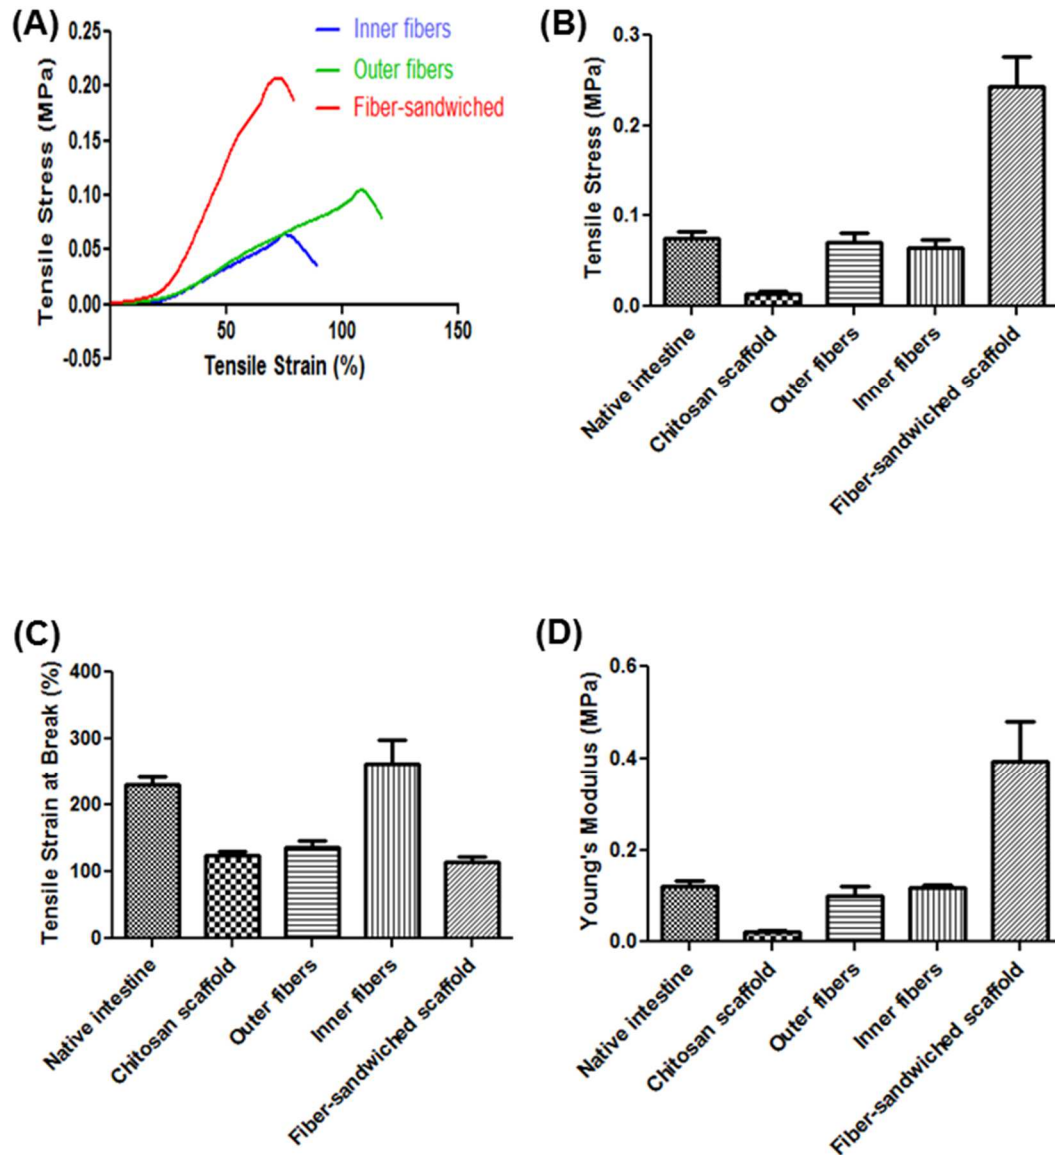 (A)
Tensile Stress (MPa)
0.25
0.20
0.15
0.10
0.05
0.00
-0.05
50
100
150
Tensile Strain (%)
Inner fibers
Outer fibers
Fiber-sandwiched
(B)
Tensile Stress (MPa)
0.3
0.2
0.1
0.0
Native intestine
Chitosan scaffold
Outer fibers
Inner fibers
Fiber-sandwiched scaffold
(C)
Tensile Strain at Break (%)
400
300
200
100
0
Native intestine
Chitosan scaffold
Outer fibers
Inner fibers
Fiber-sandwiched scaffold
(D)
Young's Modulus (MPa)
0.6
0.4
0.2
0.0
Native intestine
Chitosan scaffold
Outer fibers
Inner fibers
Fiber-sandwiched scaffold